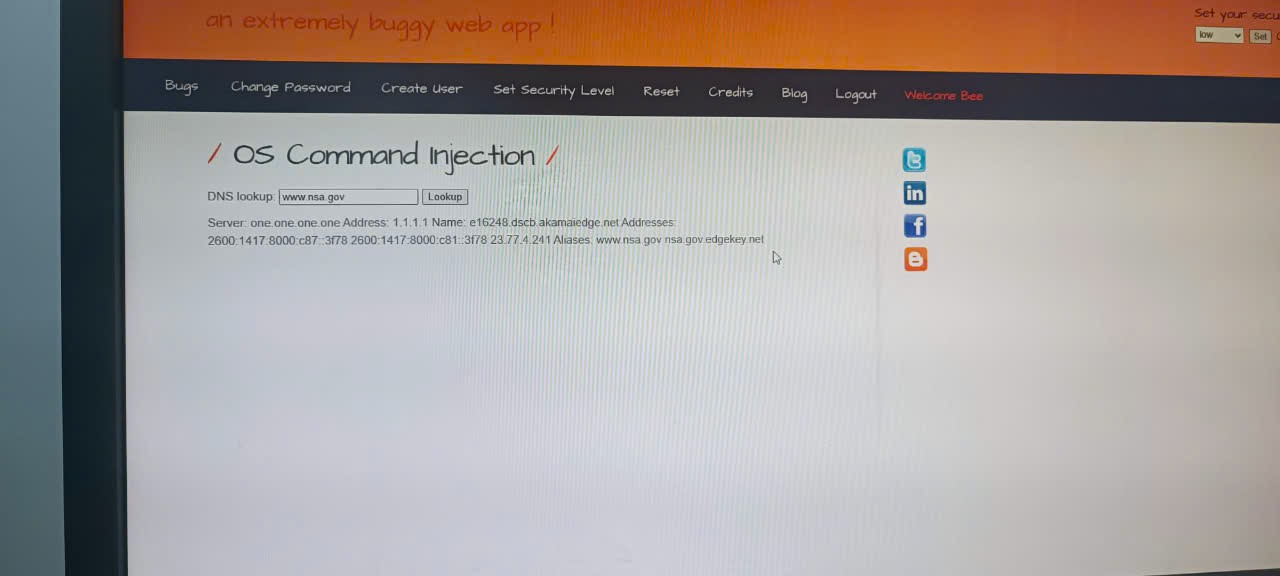 an extremely buggy web app !
Set your secu
low Set
Bugs Change Password Create User Set Security Level Reset Credits Blog Logout Welcome Bee
/ OS Command Injection /
DNS lookup: www.nsa.gov Lookup
Server: one.one.one.one Address: 1.1.1.1 Name: e16248.dscb.akamaiedge.net Addresses:
2600:1417:8000:c87::3f78 2600:1417:8000:c81::3f78 23.77.4.241 Aliases: www.nsa.gov nsa.gov.edgekey.net